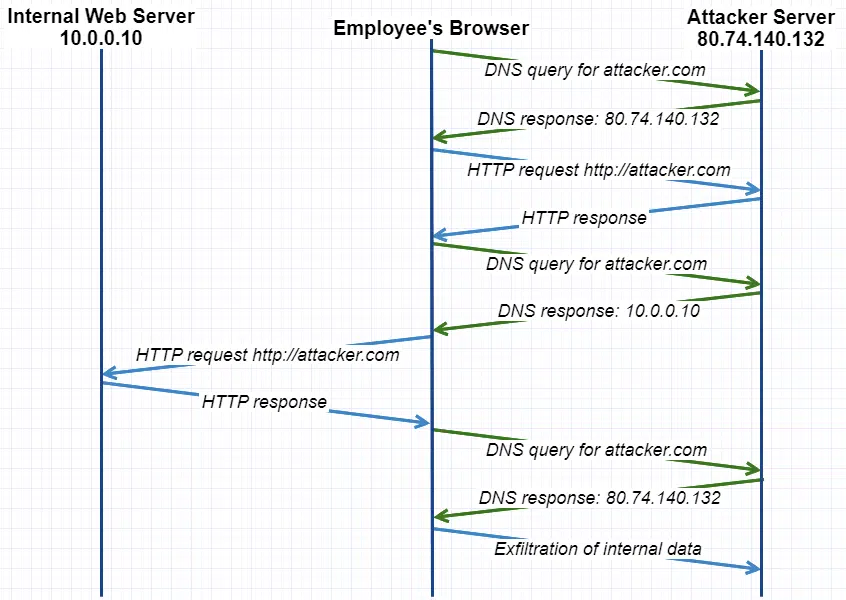 Internal Web Server
10.0.0.10
Employee's Browser
Attacker Server
80.74.140.132
DNS query for attacker.com
DNS response: 80.74.140.132
HTTP request http://attacker.com
HTTP response
DNS query for attacker.com
DNS response: 10.0.0.10
HTTP request http://attacker.com
HTTP response
DNS query for attacker.com
DNS response: 80.74.140.132
Exfiltration of internal data